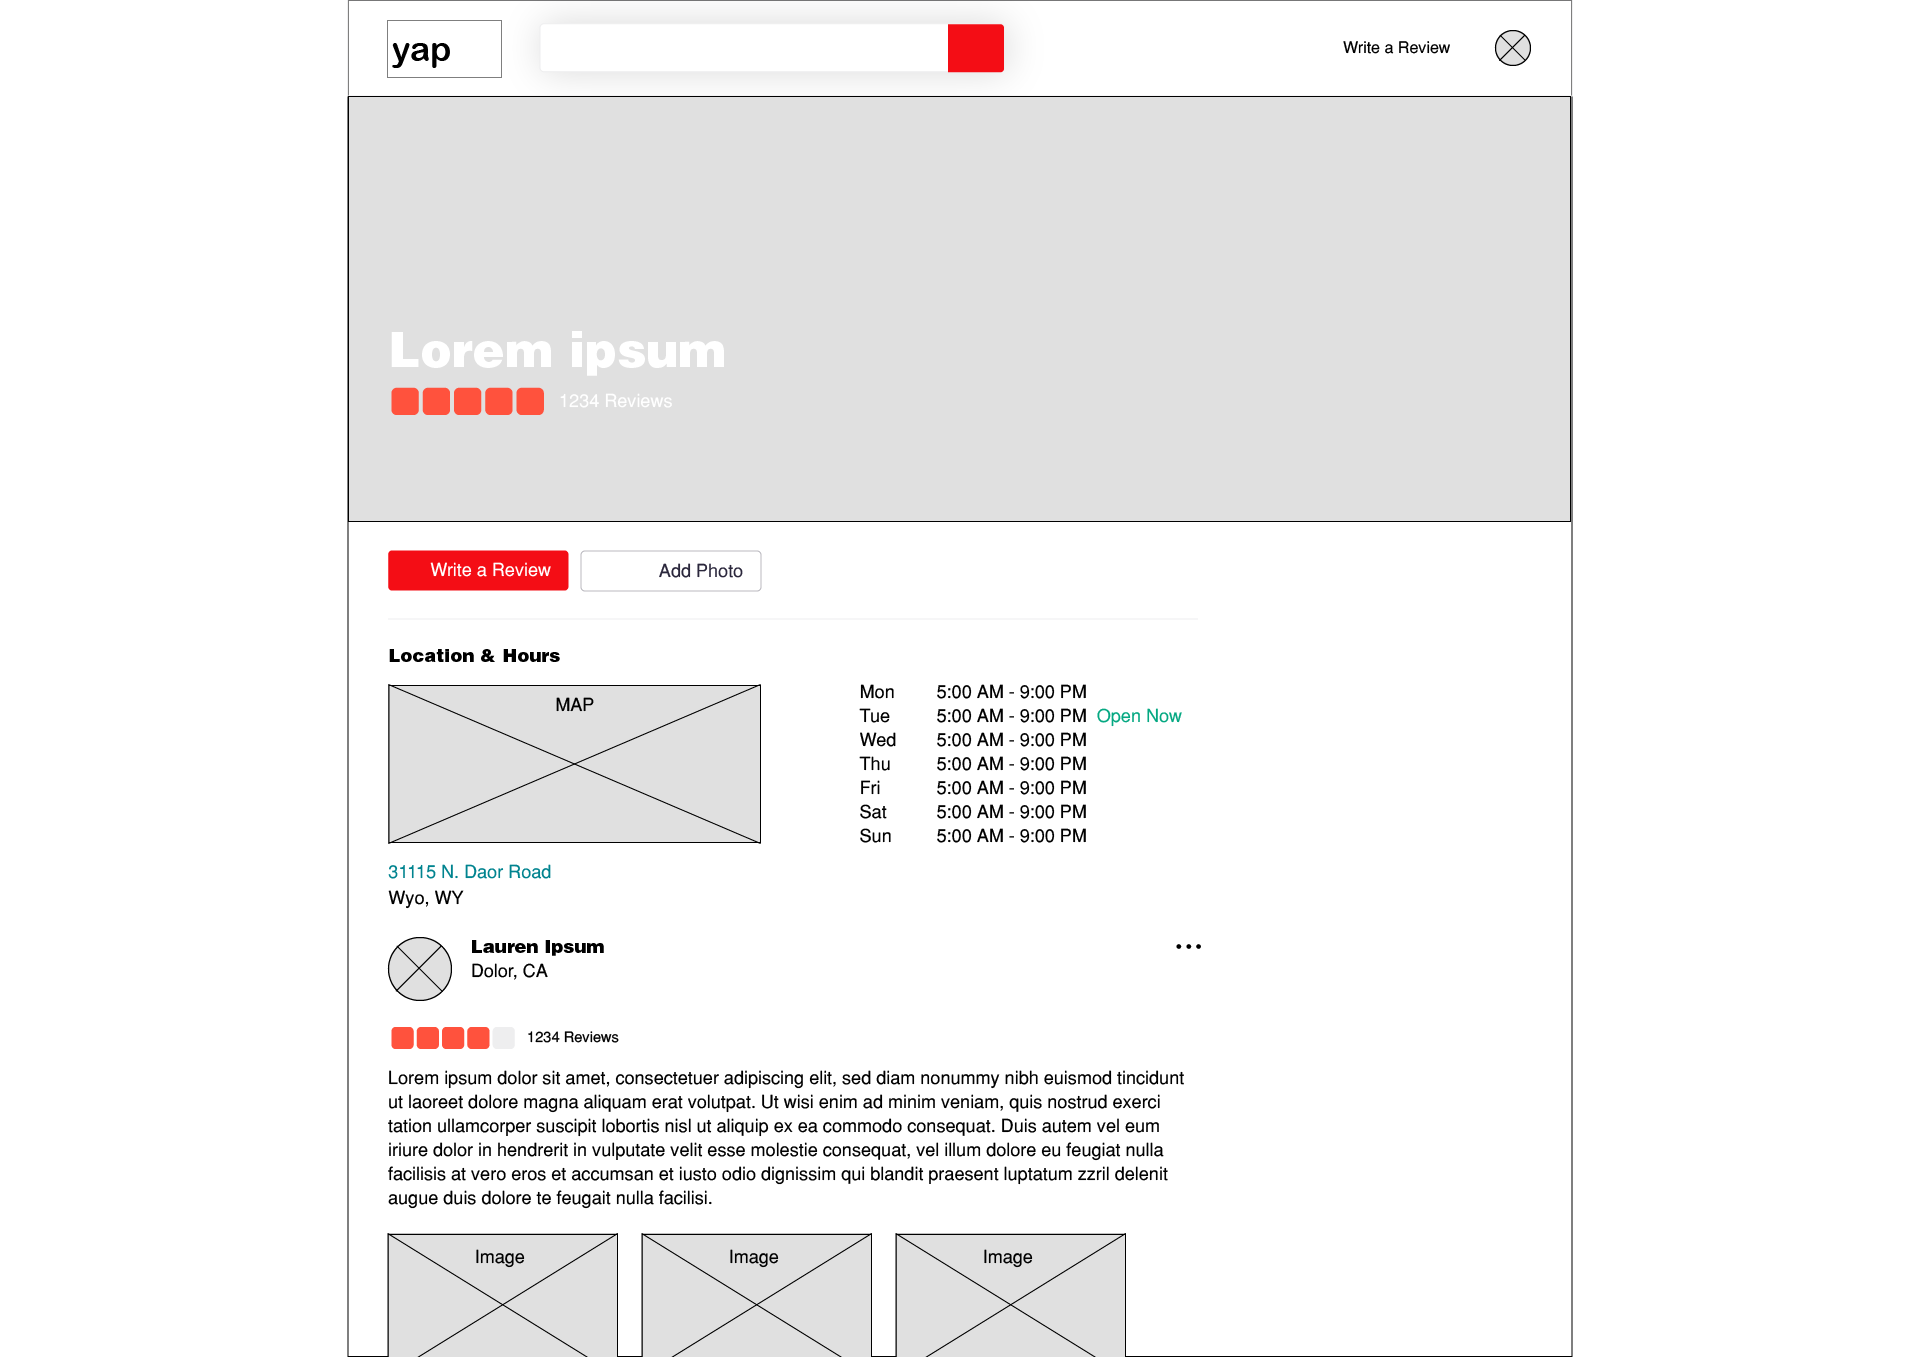 yap
Write a Review
Lorem ipsum
1234 Reviews
Write a Review
Add Photo
Location & Hours
MAP
Mon 5:00 AM - 9:00 PM
Tue 5:00 AM - 9:00 PM Open Now
Wed 5:00 AM - 9:00 PM
Thu 5:00 AM - 9:00 PM
Fri 5:00 AM - 9:00 PM
Sat 5:00 AM - 9:00 PM
Sun 5:00 AM - 9:00 PM
31115 N. Daor Road
Wyo, WY
Lauren Ipsum
Dolor, CA
1234 Reviews
Lorem ipsum dolor sit amet, consectetuer adipiscing elit, sed diam nonummy nibh euismod tincidunt
ut laoreet dolore magna aliquam erat volutpat. Ut wisi enim ad minim veniam, quis nostrud exerci
tation ullamcorper suscipit lobortis nisl ut aliquip ex ea commodo consequat. Duis autem vel eum
iriure dolor in hendrerit in vulputate velit esse molestie consequat, vel illum dolore eu feugiat nulla
facilisis at vero eros et accumsan et iusto odio dignissim qui blandit praesent luptatum zzril delenit
augue duis dolore te feugait nulla facilisi.
Image
Image
Image